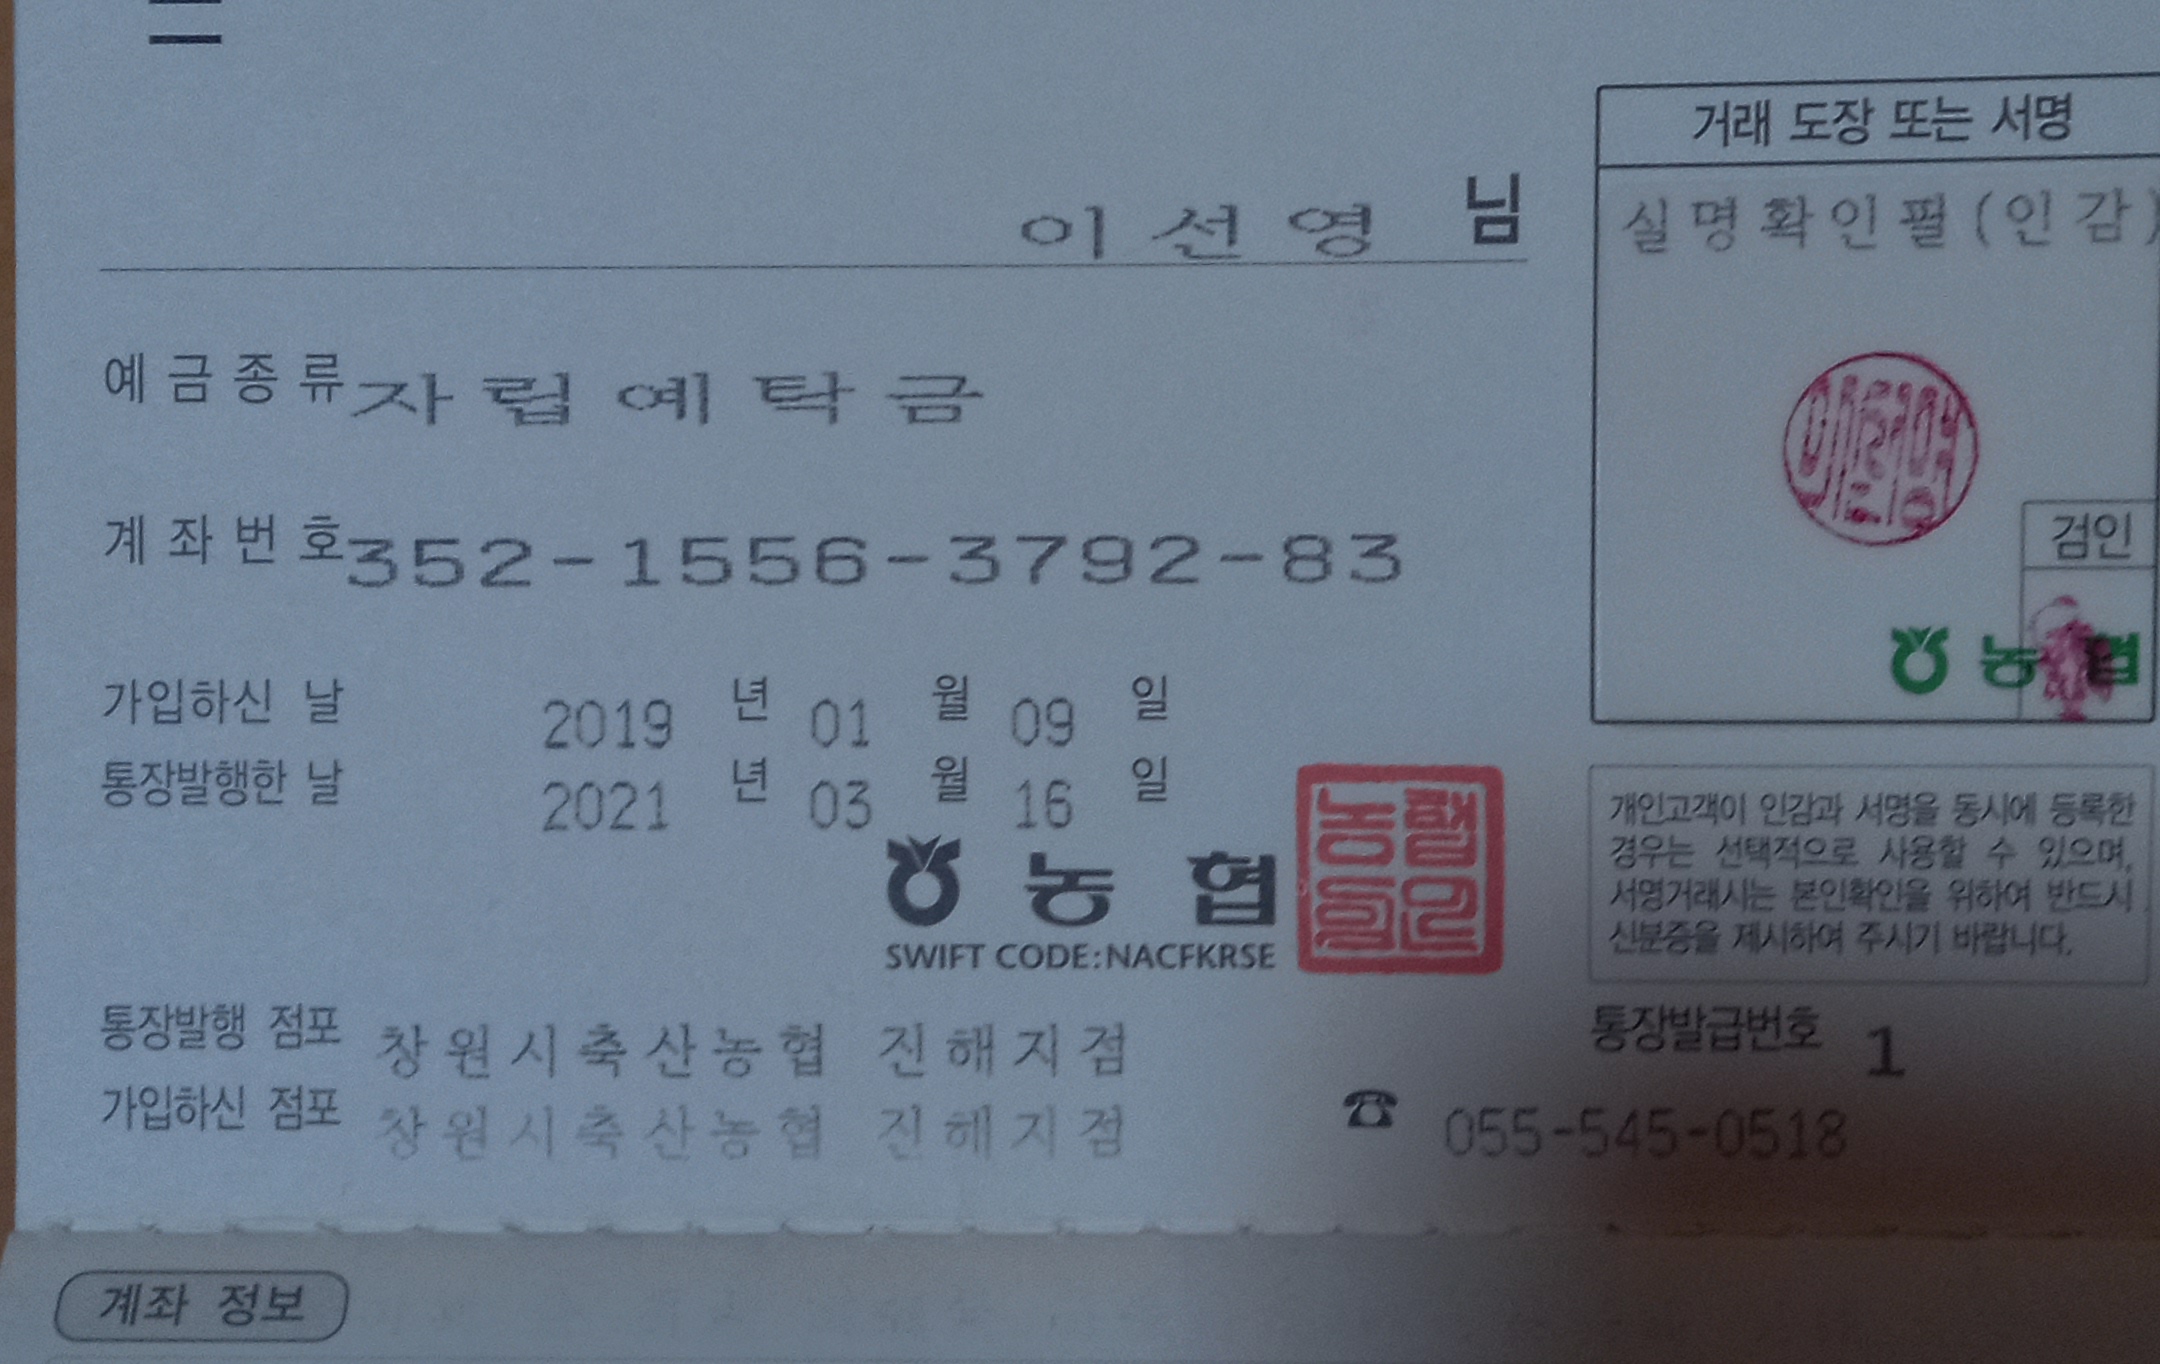 이선영 님
거래 도장 또는 서명
실명확인필(인감)
예금종류 자립예탁금
계좌번호 352-1556-3792-83
검인
농협
가입하신 날 2019 년 01 월 09 일
통장발행한 날 2021 년 03 월 16 일
농협
SWIFT CODE:NACFKRSE
개인고객이 인감과 서명을 동시에 등록한
경우는 선택적으로 사용할 수 있으며,
서명거래시는 본인확인을 위하여 반드시
신분증을 제시하여 주시기 바랍니다.
통장발행 점포 창원시축산농협 진해지점
통장발급번호 1
가입하신 점포 창원시축산농협 진해지점
☎ 055-545-0518
계좌 정보